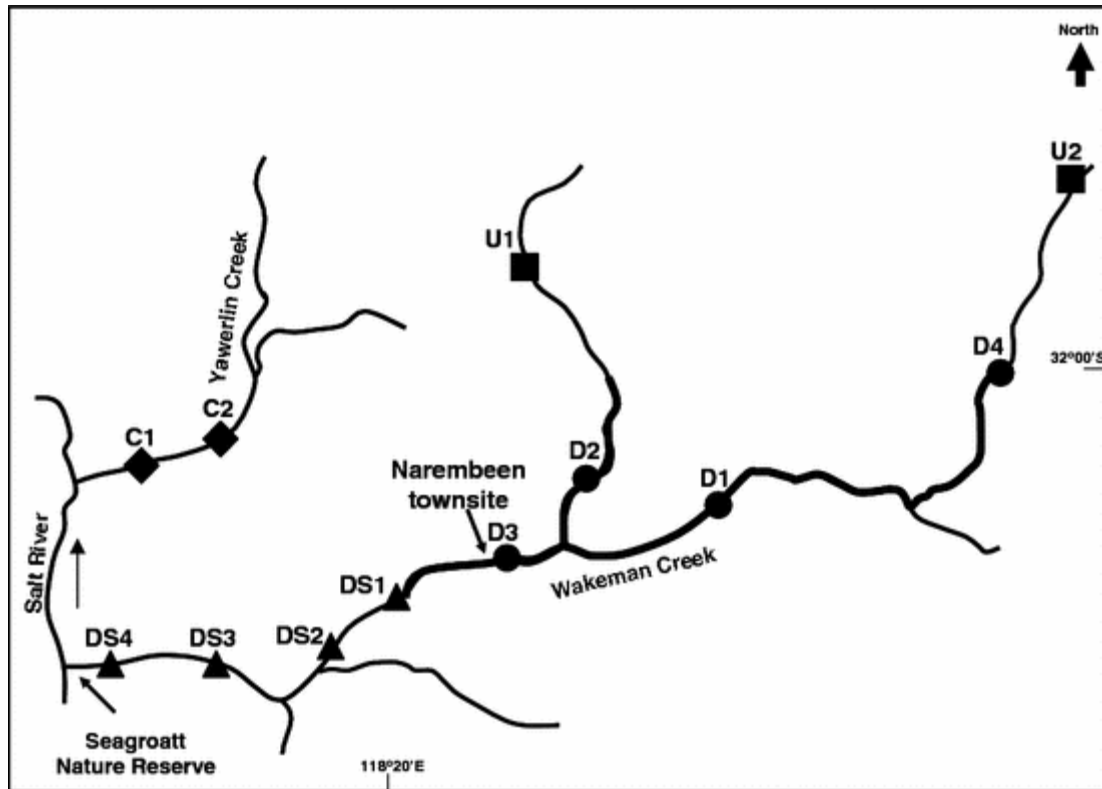 North
U2
U1
Yawerlin Creek
D4
32°00'S
C2
C1
D2
Narembeen
townsite
D1
D3
Wakeman Creek
Salt River
DS1
DS2
DS4
DS3
Seagroatt
Nature Reserve
118°20'E